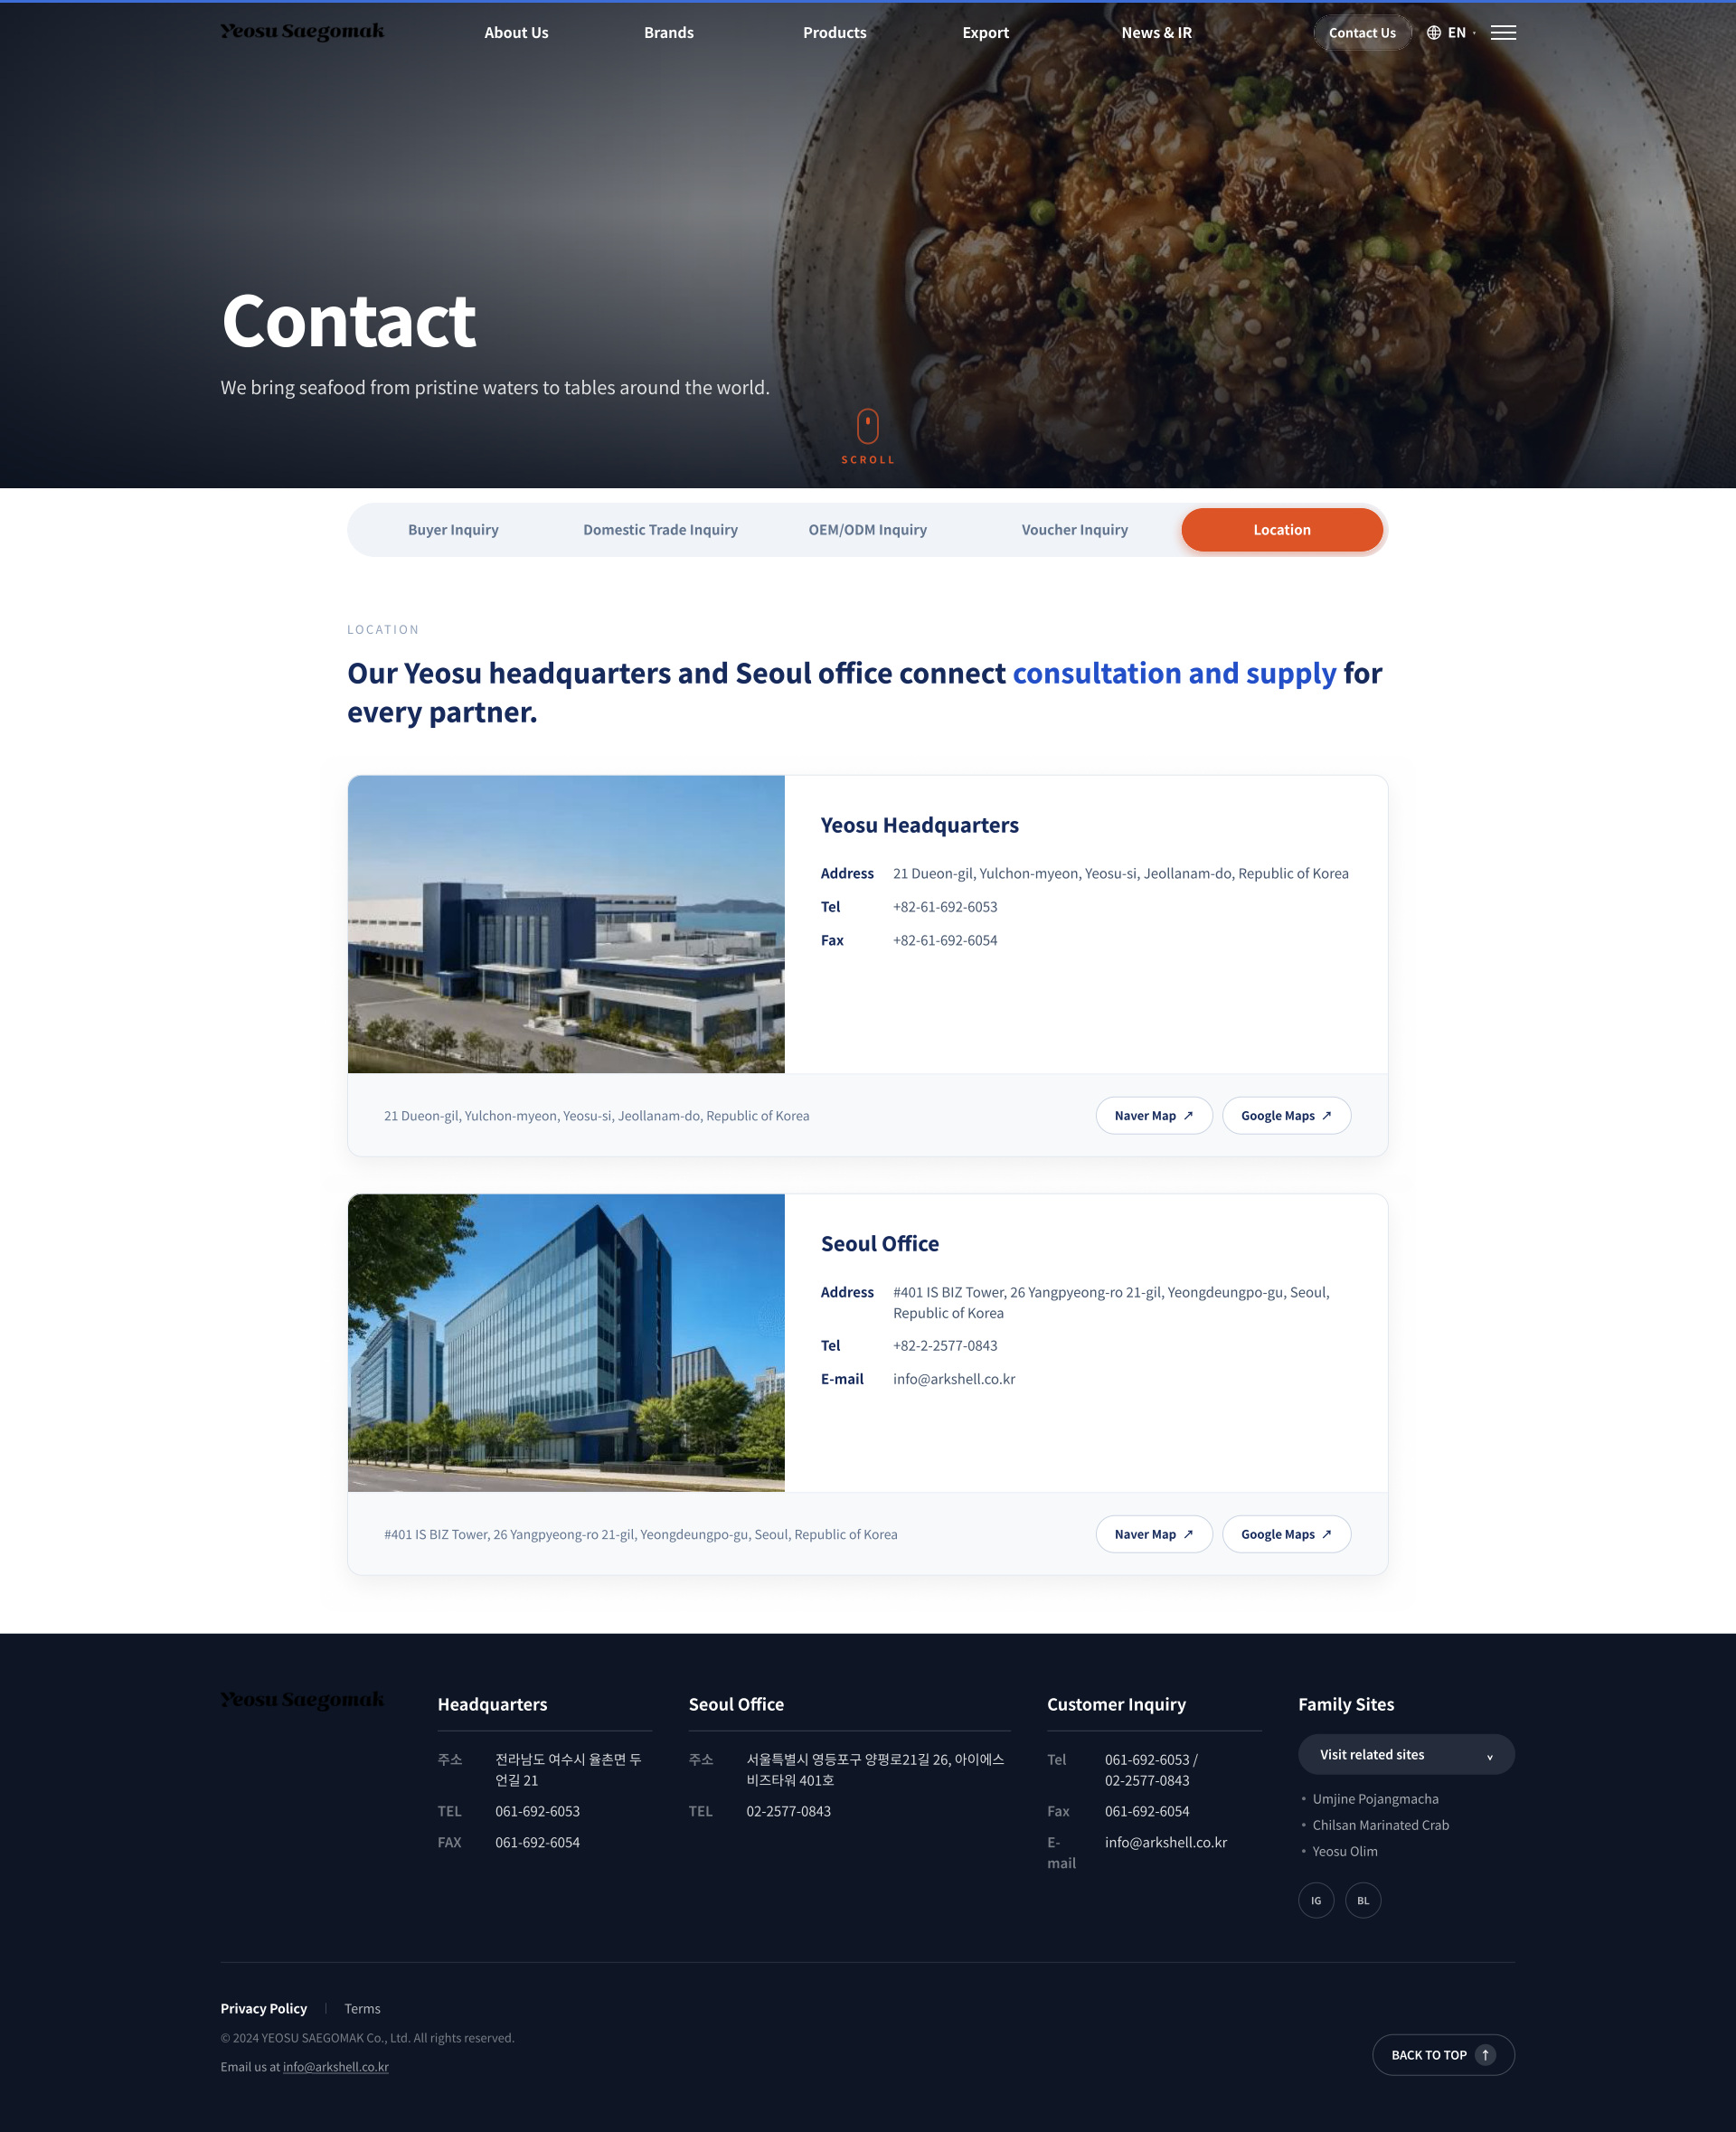 Yeosu Saegomak
About Us
Brands
Products
Export
News & IR
Contact Us
EN
Contact
We bring seafood from pristine waters to tables around the world.
SCROLL
Buyer Inquiry
Domestic Trade Inquiry
OEM/ODM Inquiry
Voucher Inquiry
Location
LOCATION
Our Yeosu headquarters and Seoul office connect consultation and supply for
every partner.
Yeosu Headquarters
Address 21 Dueon-gil, Yulchon-myeon, Yeosu-si, Jeollanam-do, Republic of Korea
Tel +82-61-692-6053
Fax +82-61-692-6054
21 Dueon-gil, Yulchon-myeon, Yeosu-si, Jeollanam-do, Republic of Korea
Naver Map ↗
Google Maps ↗
Seoul Office
Address #401 IS BIZ Tower, 26 Yangpyeong-ro 21-gil, Yeongdeungpo-gu, Seoul,
Republic of Korea
Tel +82-2-2577-0843
E-mail info@arkshell.co.kr
#401 IS BIZ Tower, 26 Yangpyeong-ro 21-gil, Yeongdeungpo-gu, Seoul, Republic of Korea
Naver Map ↗
Google Maps ↗
Yeosu Saegomak
Headquarters
주소 전라남도 여수시 율촌면 두
언길 21
TEL 061-692-6053
FAX 061-692-6054
Seoul Office
주소 서울특별시 영등포구 양평로21길 26, 아이에스
비즈타워 401호
TEL 02-2577-0843
Customer Inquiry
Tel 061-692-6053 /
02-2577-0843
Fax 061-692-6054
E-
mail info@arkshell.co.kr
Family Sites
Visit related sites
• Umjine Pojangmacha
• Chilsan Marinated Crab
• Yeosu Olim
IG
BL
Privacy Policy
Terms
© 2024 YEOSU SAEGOMAK Co., Ltd. All rights reserved.
Email us at info@arkshell.co.kr
BACK TO TOP ↑